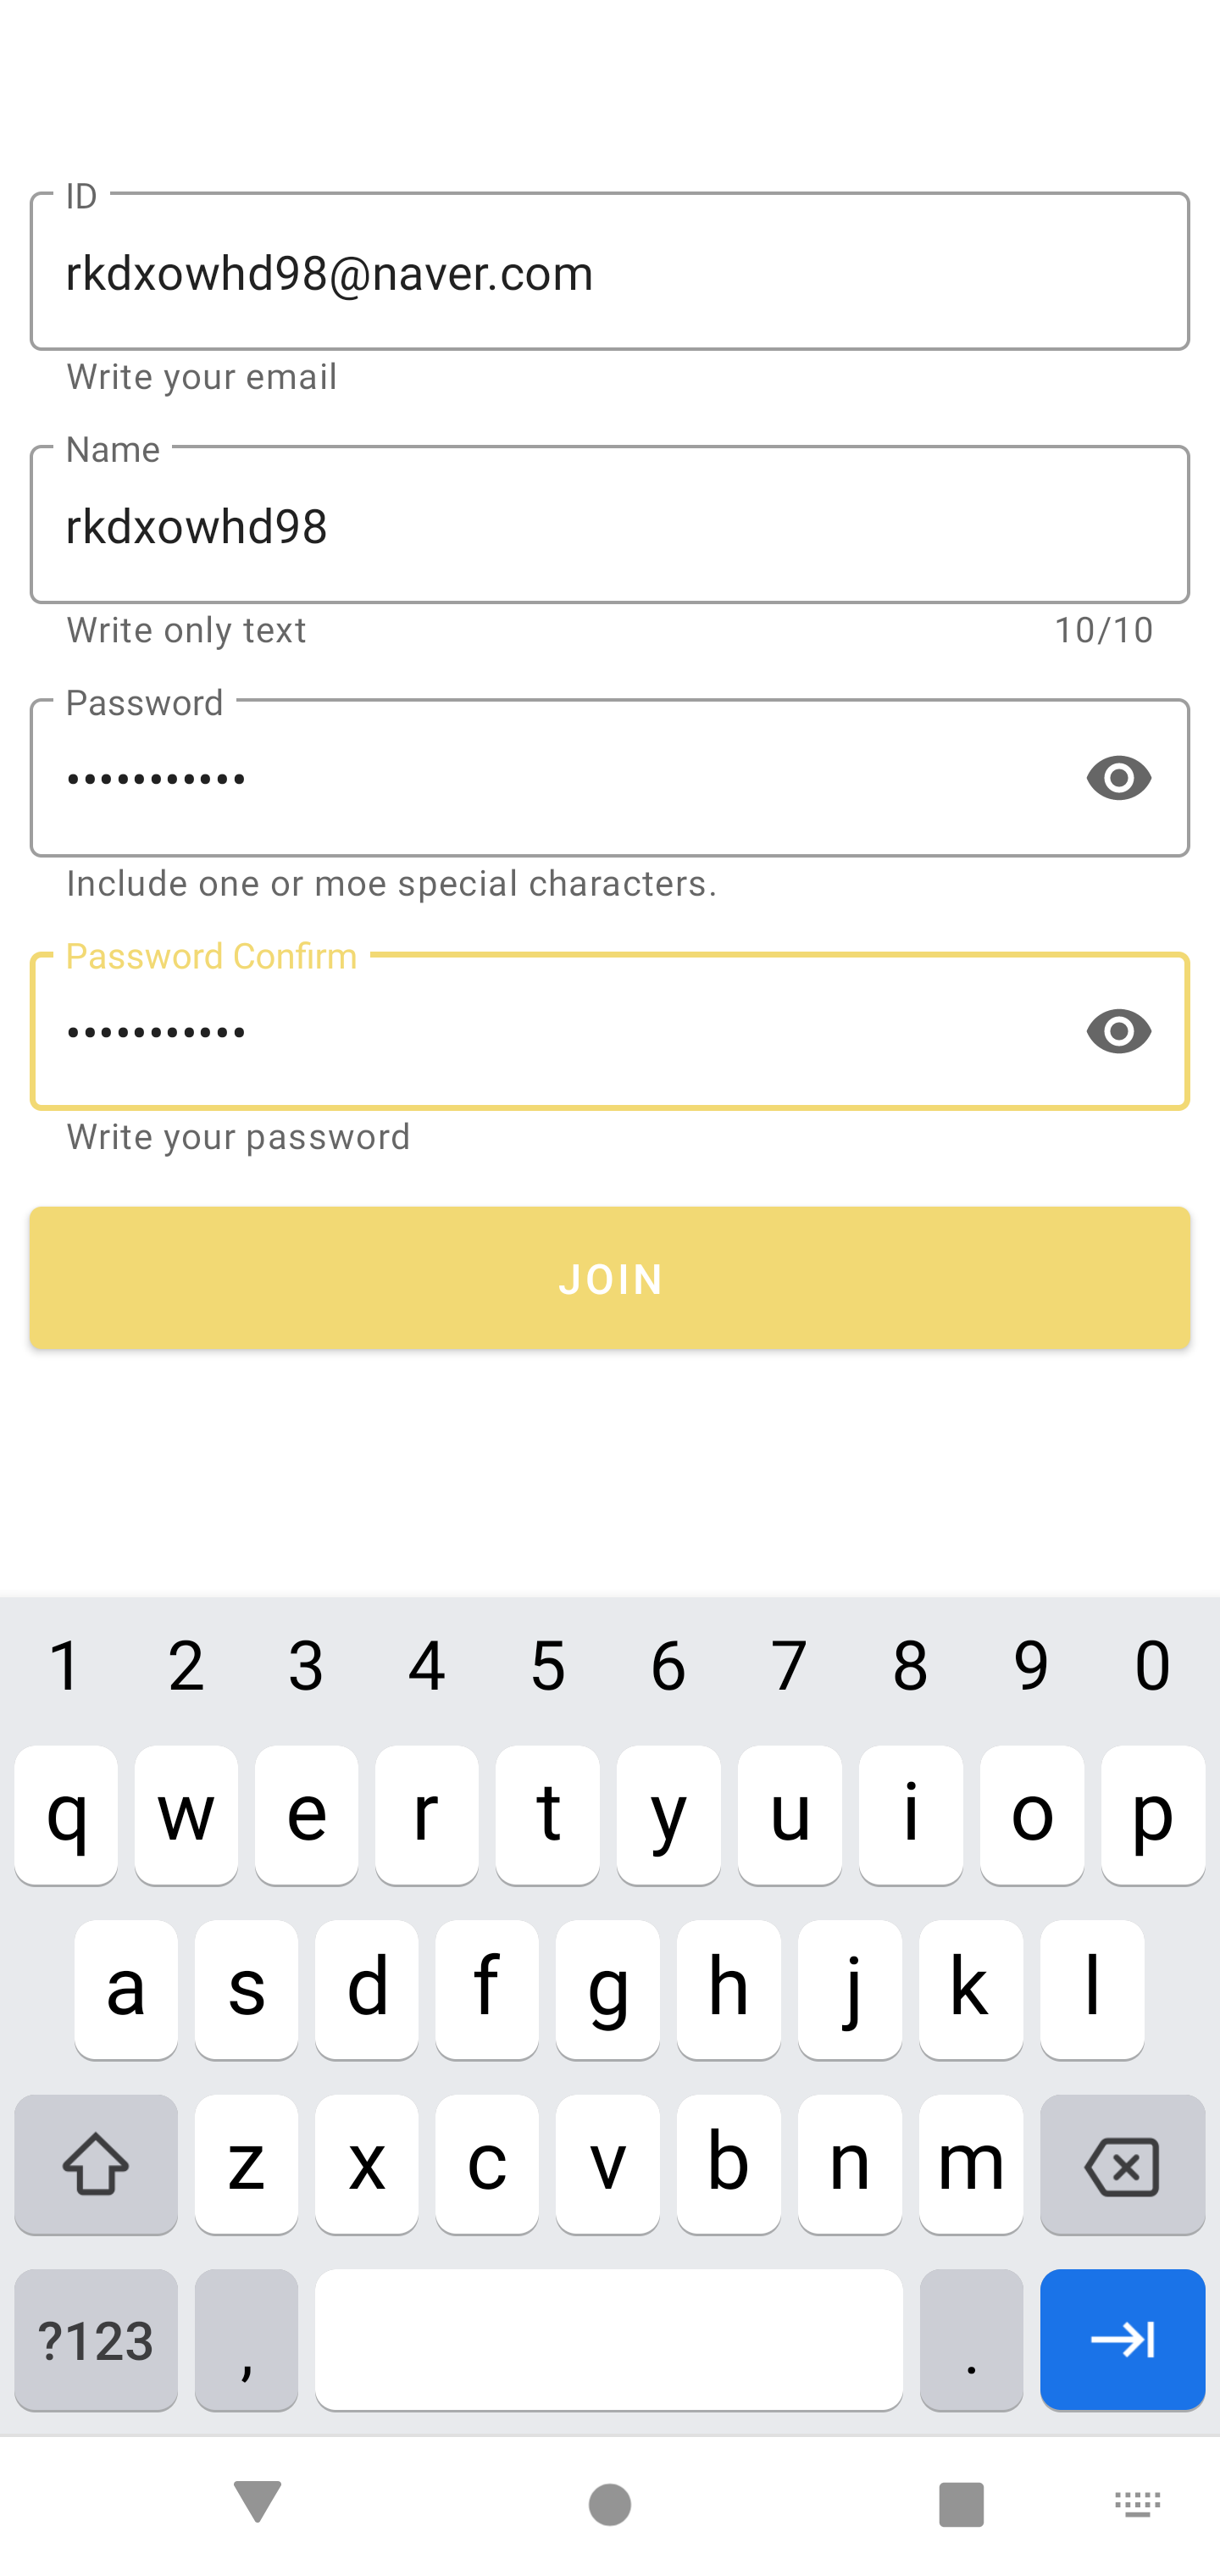 ID
rkdxowhd98@naver.com
Write your email
Name
rkdxowhd98
Write only text 10/10
Password
•••••••••••
Include one or moe special characters.
Password Confirm
•••••••••••
Write your password
JOIN
1 2 3 4 5 6 7 8 9 0
q w e r t y u i o p
a s d f g h j k l
z x c v b n m
?123 , .